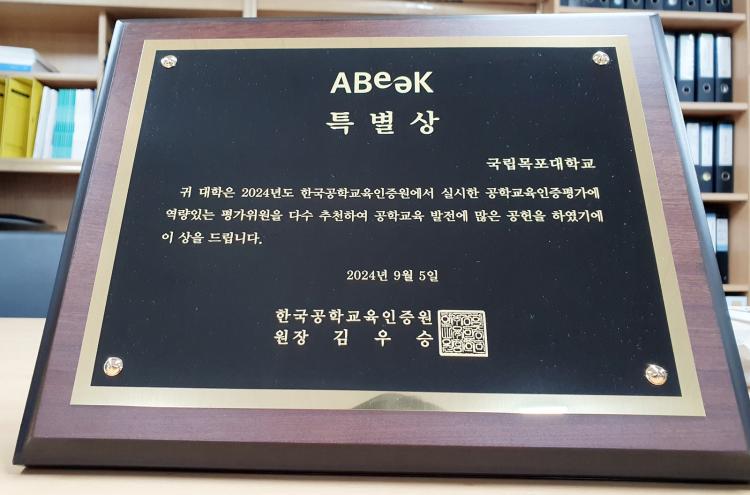 ABeeK
특별상
국립목포대학교
귀 대학은 2024년도 한국공학교육인증원에서 실시한 공학교육인증평가에
역량있는 평가위원을 다수 추천하여 공학교육 발전에 많은 공헌을 하였기에
이 상을 드립니다.
2024년 9월 5일
한국공학교육인증원
원장 김우승